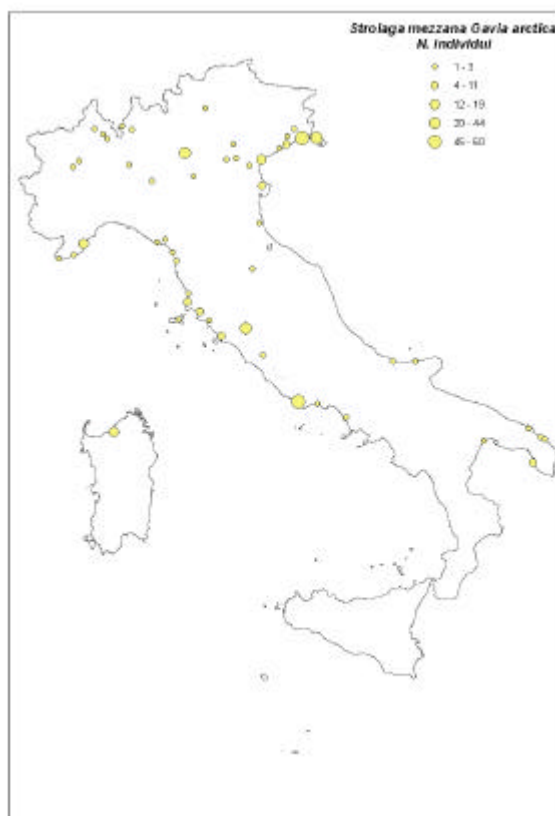 Strolaga mezzana Gavia arctica
N. Individui
1 - 3
4 - 11
12 - 19
20 - 44
45 - 60